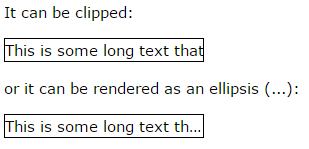 It can be clipped:
This is some long text that
or it can be rendered as an ellipsis (...):
This is some long text th...